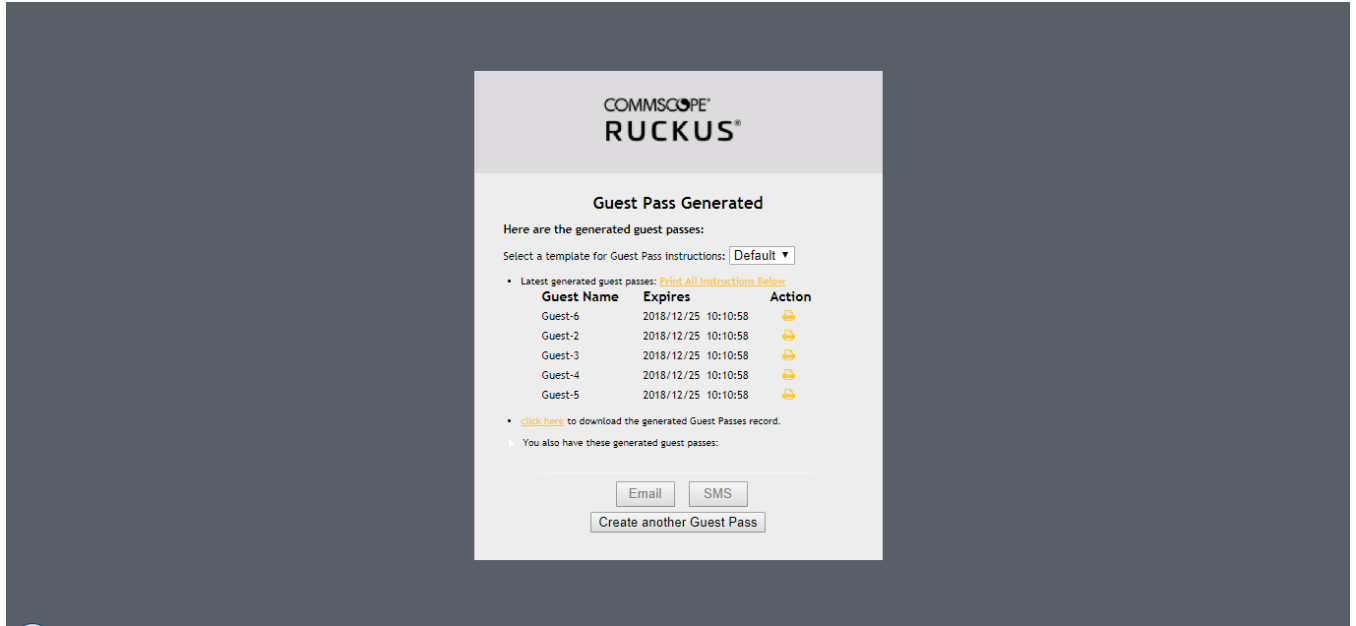 COMMSCOPE®
RUCKUS®
Guest Pass Generated
Here are the generated guest passes:
Select a template for Guest Pass instructions: Default ▼
• Latest generated guest passes: Print All Instructions Below
Guest Name Expires Action
Guest-6 2018/12/25 10:10:58
Guest-2 2018/12/25 10:10:58
Guest-3 2018/12/25 10:10:58
Guest-4 2018/12/25 10:10:58
Guest-5 2018/12/25 10:10:58
• click here to download the generated Guest Passes record.
You also have these generated guest passes:
Email SMS
Create another Guest Pass